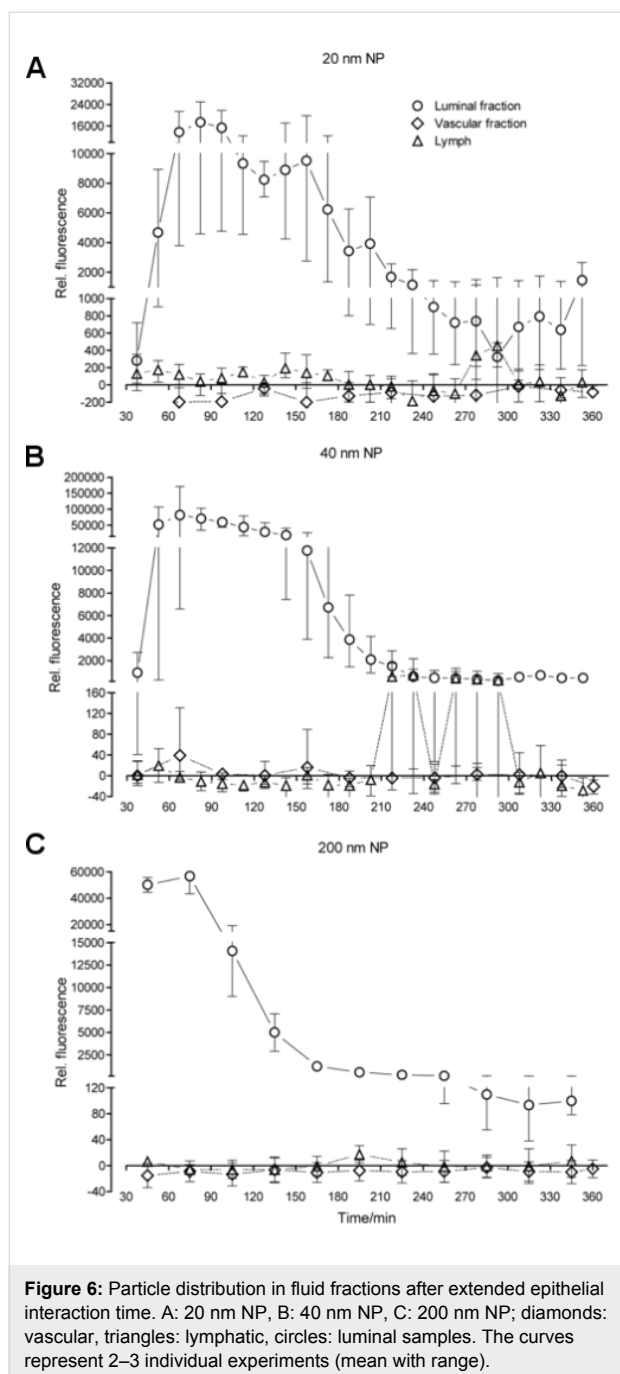 A
20 nm NP
Luminal fraction
Vascular fraction
Lymph
Rel. fluorescence
32000
24000
16000
10000
8000
6000
4000
2000
1000
800
600
400
200
0
-200
30 60 90 120 150 180 210 240 270 300 330 360
B
40 nm NP
Rel. fluorescence
200000
150000
100000
50000
12000
10000
8000
6000
4000
2000
160
120
80
40
0
-40
30 60 90 120 150 180 210 240 270 300 330 360
C
200 nm NP
Rel. fluorescence
60000
40000
20000
15000
12500
7500
5000
2500
120
80
40
0
-40
30 60 90 120 150 180 210 240 270 300 330 360
Time/min
Figure 6: Particle distribution in fluid fractions after extended epithelial
interaction time. A: 20 nm NP, B: 40 nm NP, C: 200 nm NP; diamonds:
vascular, triangles: lymphatic, circles: luminal samples. The curves
represent 2–3 individual experiments (mean with range).